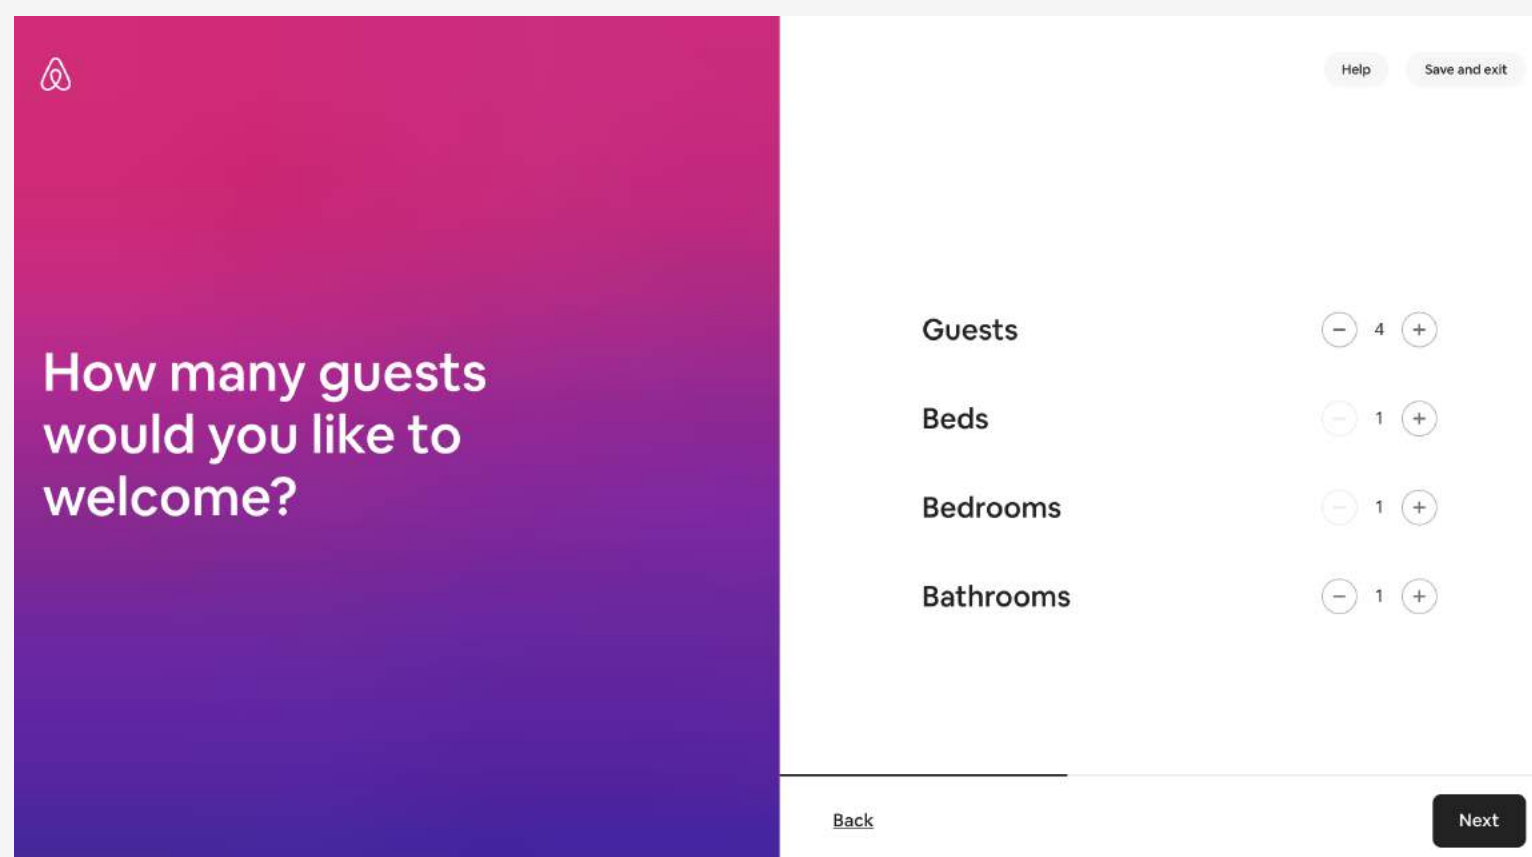 Help
Save and exit
How many guests
would you like to
welcome?
Guests
− 4 +
Beds
− 1 +
Bedrooms
− 1 +
Bathrooms
− 1 +
Back
Next